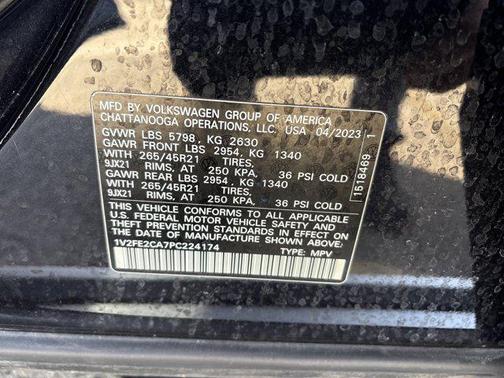 MFD BY VOLKSWAGEN GROUP OF AMERICA
CHATTANOOGA OPERATIONS, LLC. USA 04/2023
GVWR LBS 5798, KG 2630
GAWR FRONT LBS 2954, KG 1340
WITH 265/45R21 TIRES,
9JX21 RIMS, AT 250 KPA, 36 PSI COLD
GAWR REAR LBS 2954, KG 1340
WITH 265/45R21 TIRES,
9JX21 RIMS, AT 250 KPA, 36 PSI COLD
THIS VEHICLE CONFORMS TO ALL APPLICABLE
U.S. FEDERAL MOTOR VEHICLE SAFETY AND
THEFT PREVENTION STANDARDS IN EFFECT ON
THE DATE OF MANUFACTURE SHOWN ABOVE.
1V2FE2CA7PC224174
TYPE: MPV
1518499 1